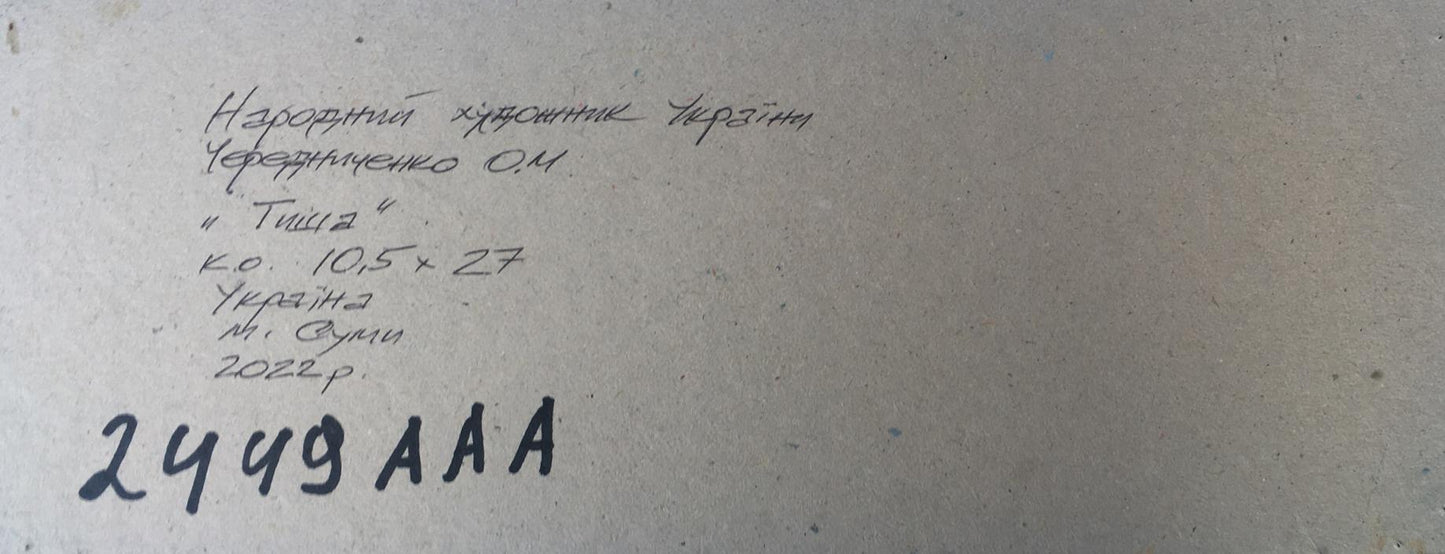 Народний художник України
Чередниченко О.М.
„ Тиша "
к.о. 10,5 х 27
Україна
м. Суми
2022р.
2449ААА